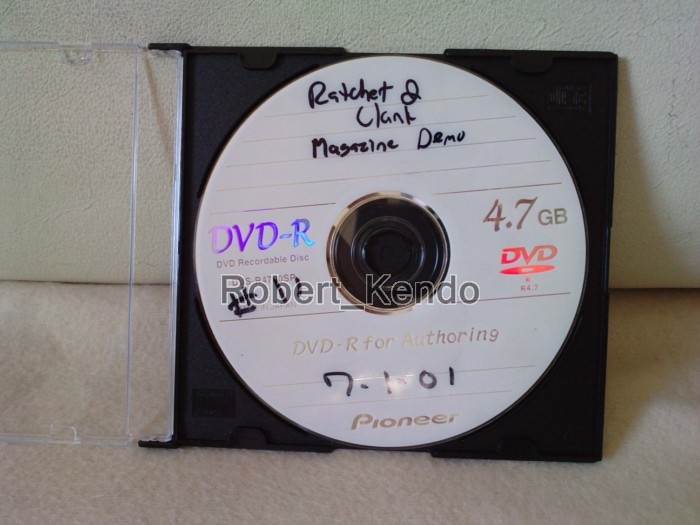 Ratchet &
Clank
Magazine Demo
4.7 GB
DVD-R
DVD Recordable Disc
DVD
R
R4.7
Robert_Kendo
DVD-R for Authoring
7-1-01
Pioneer